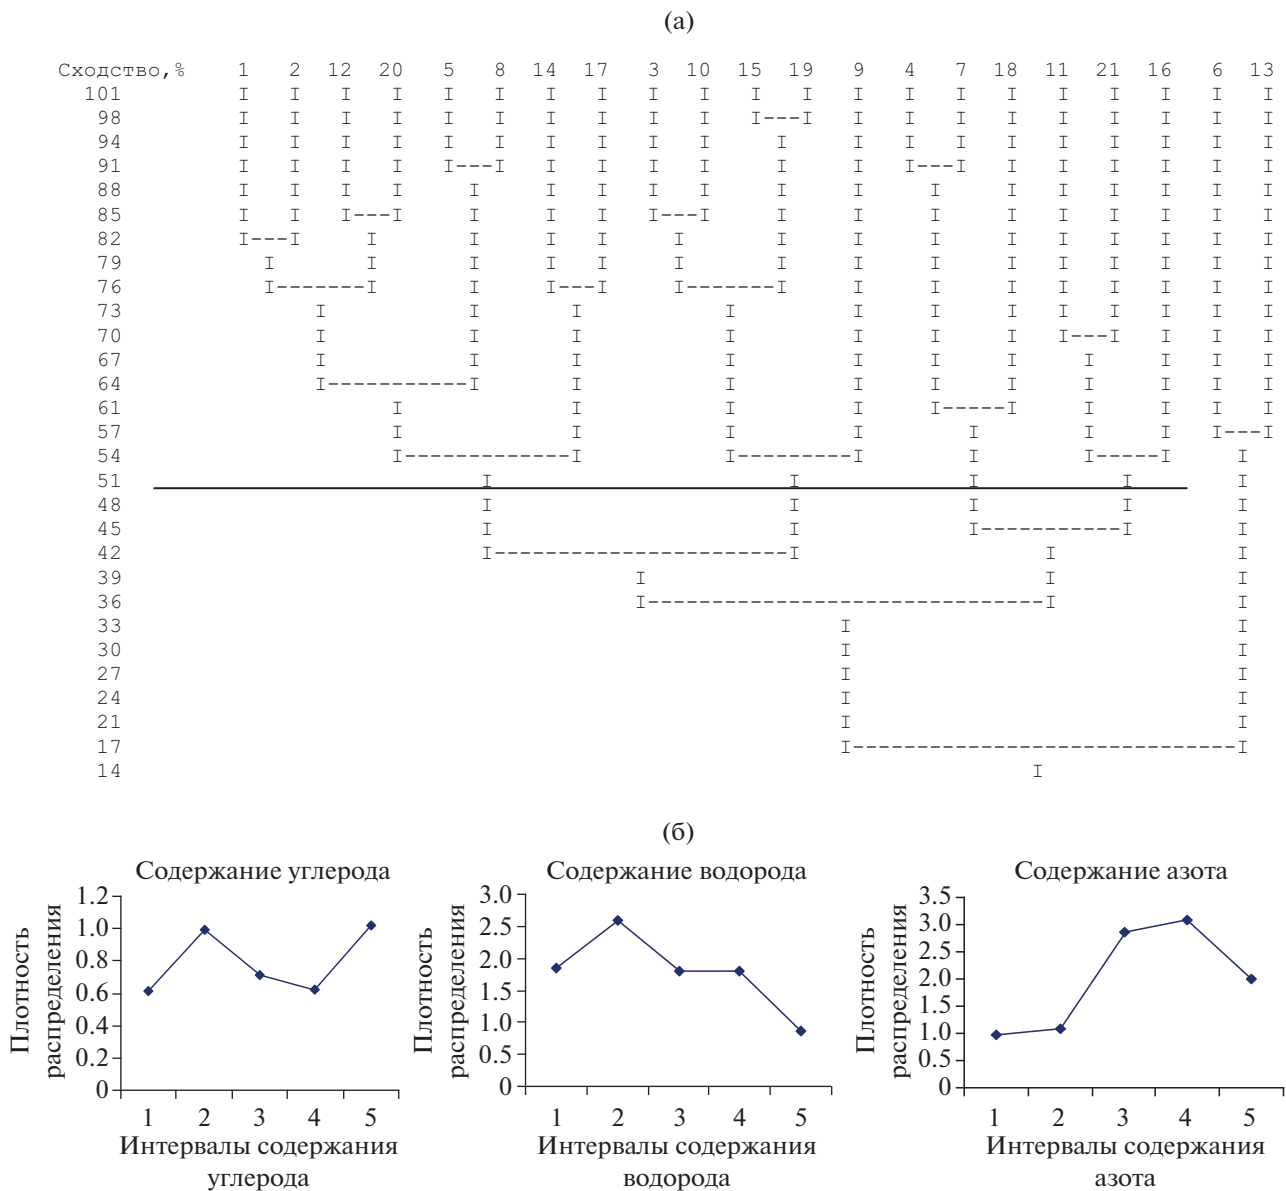 (а)
Сходство,% 1 2 12 20 5 8 14 17 3 10 15 19 9 4 7 18 11 21 16 6 13
101 I I I I I I I I I I I I I I I I I I I I I
98 I I I I I I I I I I I---I I I I I I I I I I
94 I I I I I I I I I I I I I I I I I I I I
91 I I I I I---I I I I I I I I---I I I I I I I
88 I I I I I I I I I I I I I I I I I I
85 I I I---I I I I I---I I I I I I I I I I
82 I---I I I I I I I I I I I I I I I
79 I I I I I I I I I I I I I I I
76 I-------I I I---I I-------I I I I I I I I I
73 I I I I I I I I I I I I
70 I I I I I I I I---I I I I
67 I I I I I I I I I I I
64 I-----------I I I I I I I I I I
61 I I I I I-----I I I I I
57 I I I I I I I I---I
54 I-------------I I---------I I I-----I I
51 I I I I I
48 I I I I I
45 I I I-----------I I
42 I-----------------------I I I
39 I I I
36 I-------------------------------I I
33 I I
30 I I
27 I I
24 I I
21 I I
17 I------------------------------I
14 I
(б)
Содержание углерода
Плотность
распределения
1.2
1.0
0.8
0.6
0.4
0.2
0
1 2 3 4 5
Интервалы содержания
углерода
Содержание водорода
Плотность
распределения
3.0
2.5
2.0
1.5
1.0
0.5
0
1 2 3 4 5
Интервалы содержания
водорода
Содержание азота
Плотность
распределения
3.5
3.0
2.5
2.0
1.5
1.0
0.5
0
1 2 3 4 5
Интервалы содержания
азота